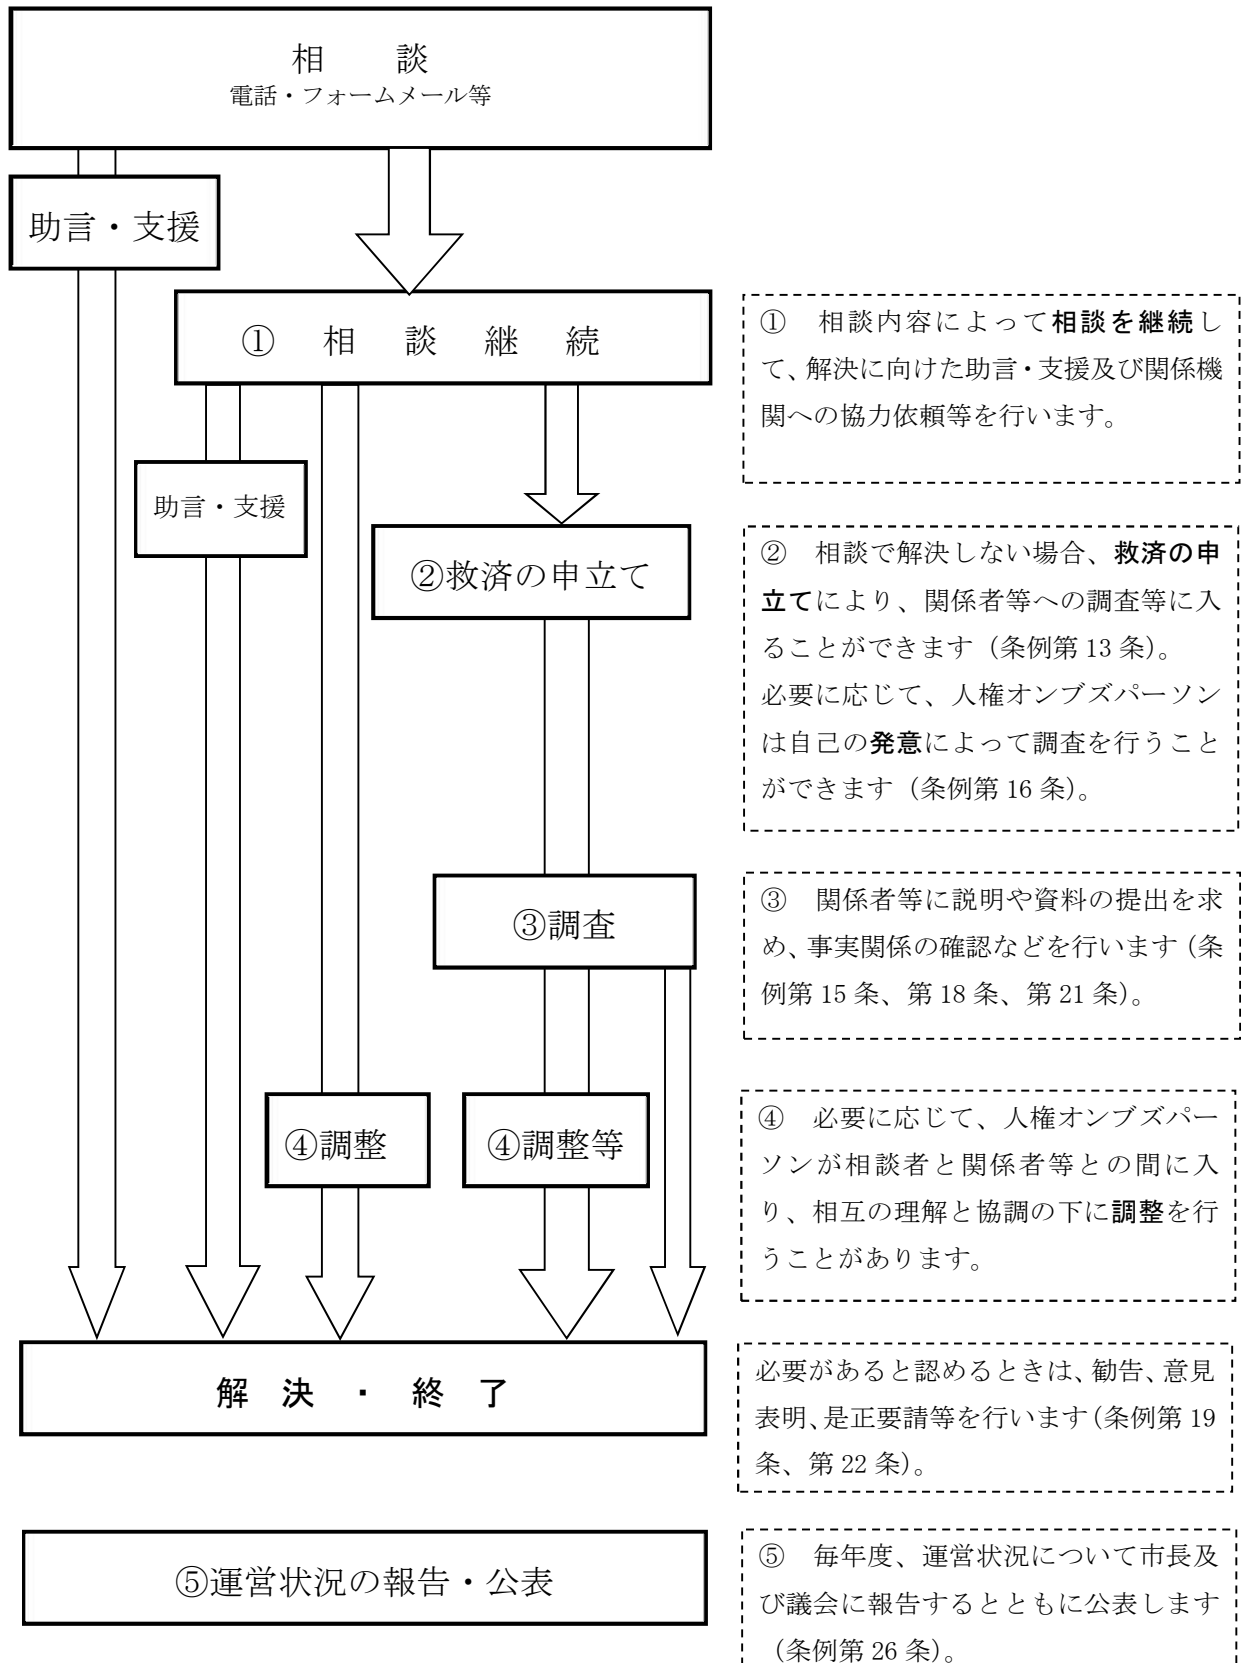 相　談
電話・フォームメール等
助言・支援
①　相　談　継　続
①　相談内容によって相談を継続し
て、解決に向けた助言・支援及び関係機
関への協力依頼等を行います。
助言・支援
②救済の申立て
②　相談で解決しない場合、救済の申
立てにより、関係者等への調査等に入
ることができます（条例第 13 条）。
必要に応じて、人権オンブズパーソン
は自己の発意によって調査を行うこと
ができます（条例第 16 条）。
③調査
③　関係者等に説明や資料の提出を求
め、事実関係の確認などを行います（条
例第 15 条、第 18 条、第 21 条）。
④調整
④調整等
④　必要に応じて、人権オンブズパー
ソンが相談者と関係者等との間に入
り、相互の理解と協調の下に調整を行
うことがあります。
解　決　・　終　了
必要があると認めるときは、勧告、意見
表明、是正要請等を行います（条例第 19
条、第 22 条）。
⑤運営状況の報告・公表
⑤　毎年度、運営状況について市長及
び議会に報告するとともに公表します
（条例第 26 条）。